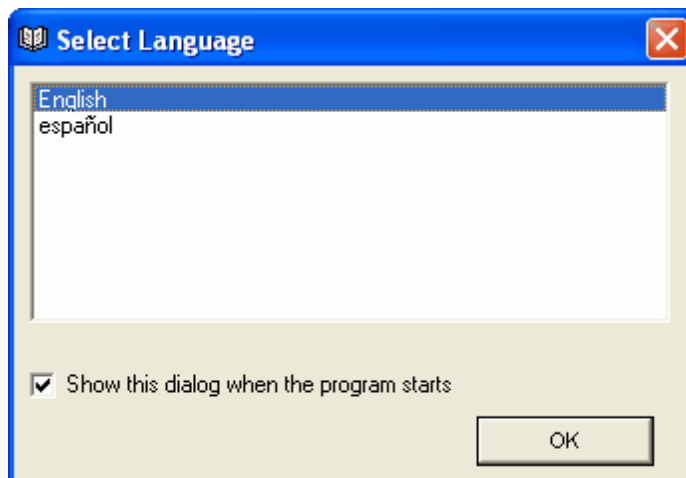 Select Language
English
español
Show this dialog when the program starts
OK